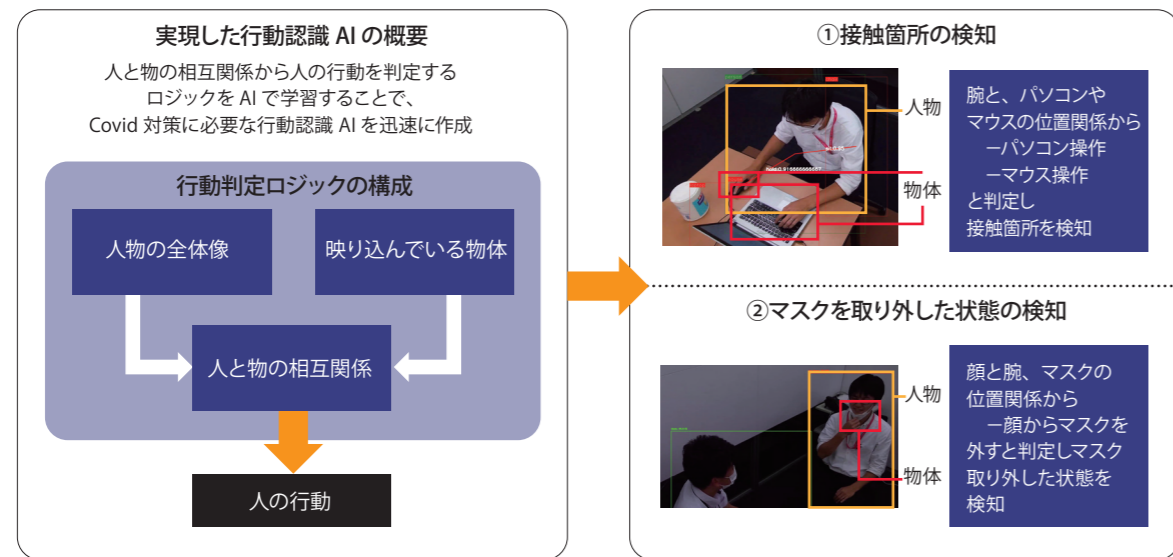 実現した行動認識 AI の概要
人と物の相互関係から人の行動を判定する
ロジックを AI で学習することで、
Covid 対策に必要な行動認識 AI を迅速に作成
行動判定ロジックの構成
人物の全体像
映り込んでいる物体
人と物の相互関係
人の行動
①接触箇所の検知
人物
物体
腕と、パソコンや
マウスの位置関係から
ーパソコン操作
ーマウス操作
と判定し
接触箇所を検知
②マスクを取り外した状態の検知
人物
物体
顔と腕、マスクの
位置関係から
ー顔からマスクを
外すと判定しマスク
取り外した状態を
検知